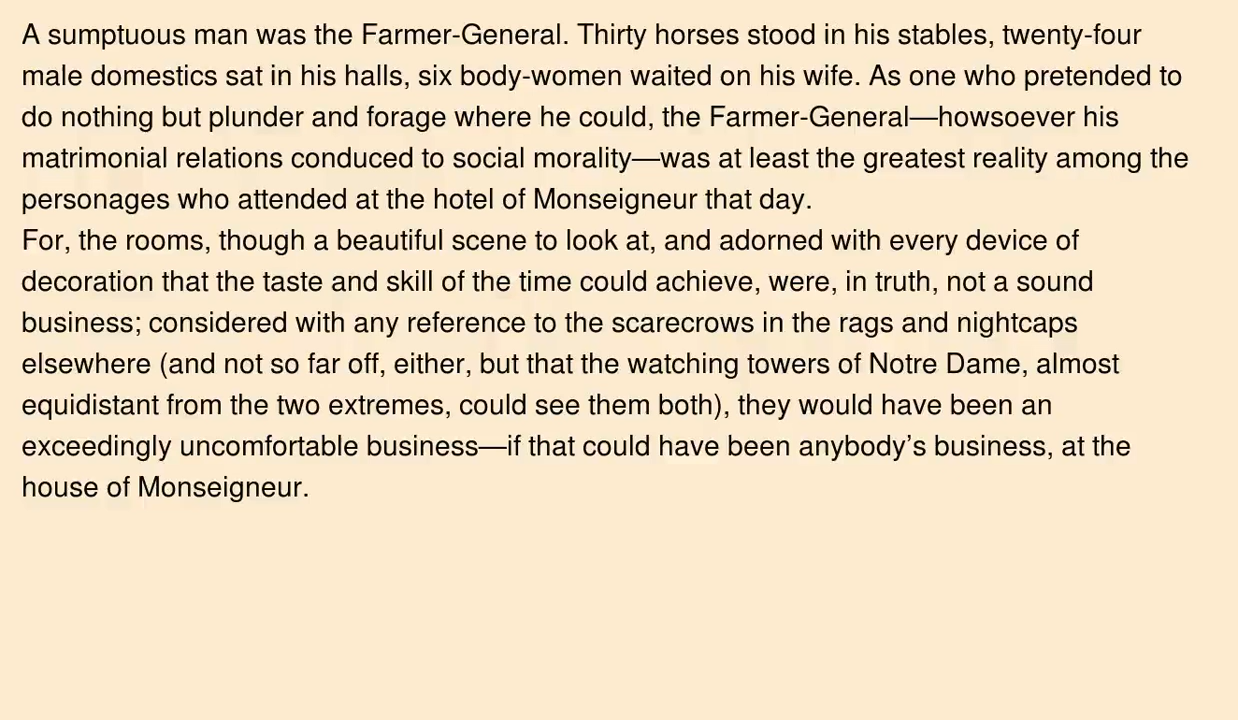 A sumptuous man was the Farmer-General. Thirty horses stood in his stables, twenty-four
male domestics sat in his halls, six body-women waited on his wife. As one who pretended to
do nothing but plunder and forage where he could, the Farmer-General—howsoever his
matrimonial relations conduced to social morality—was at least the greatest reality among the
personages who attended at the hotel of Monseigneur that day.
For, the rooms, though a beautiful scene to look at, and adorned with every device of
decoration that the taste and skill of the time could achieve, were, in truth, not a sound
business; considered with any reference to the scarecrows in the rags and nightcaps
elsewhere (and not so far off, either, but that the watching towers of Notre Dame, almost
equidistant from the two extremes, could see them both), they would have been an
exceedingly uncomfortable business—if that could have been anybody’s business, at the
house of Monseigneur.